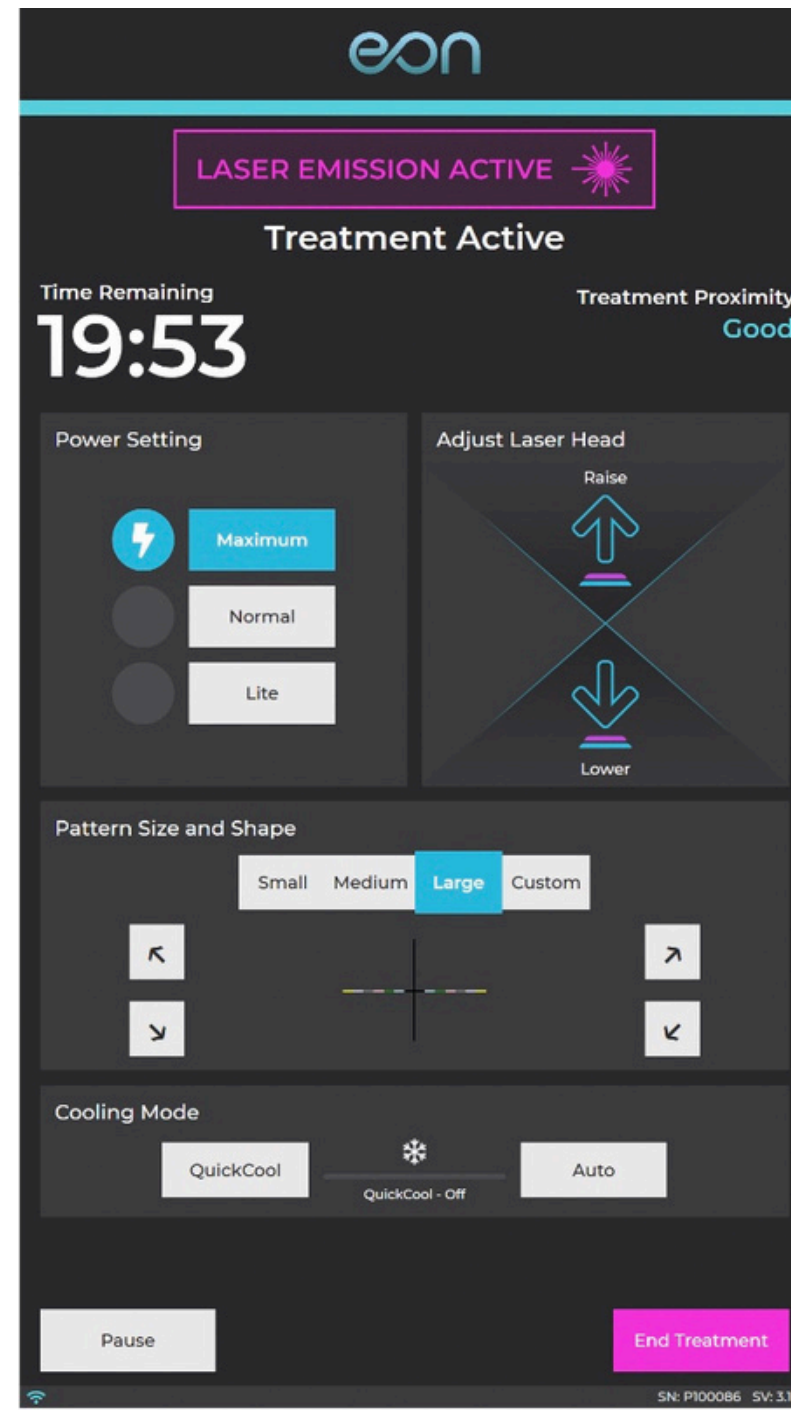 eon
LASER EMISSION ACTIVE
Treatment Active
Time Remaining
19:53
Treatment Proximity
Good
Power Setting
Maximum
Normal
Lite
Adjust Laser Head
Raise
Lower
Pattern Size and Shape
Small Medium Large Custom
Cooling Mode
QuickCool
QuickCool - Off
Auto
Pause
End Treatment
SN: P100086 SV: 3.1